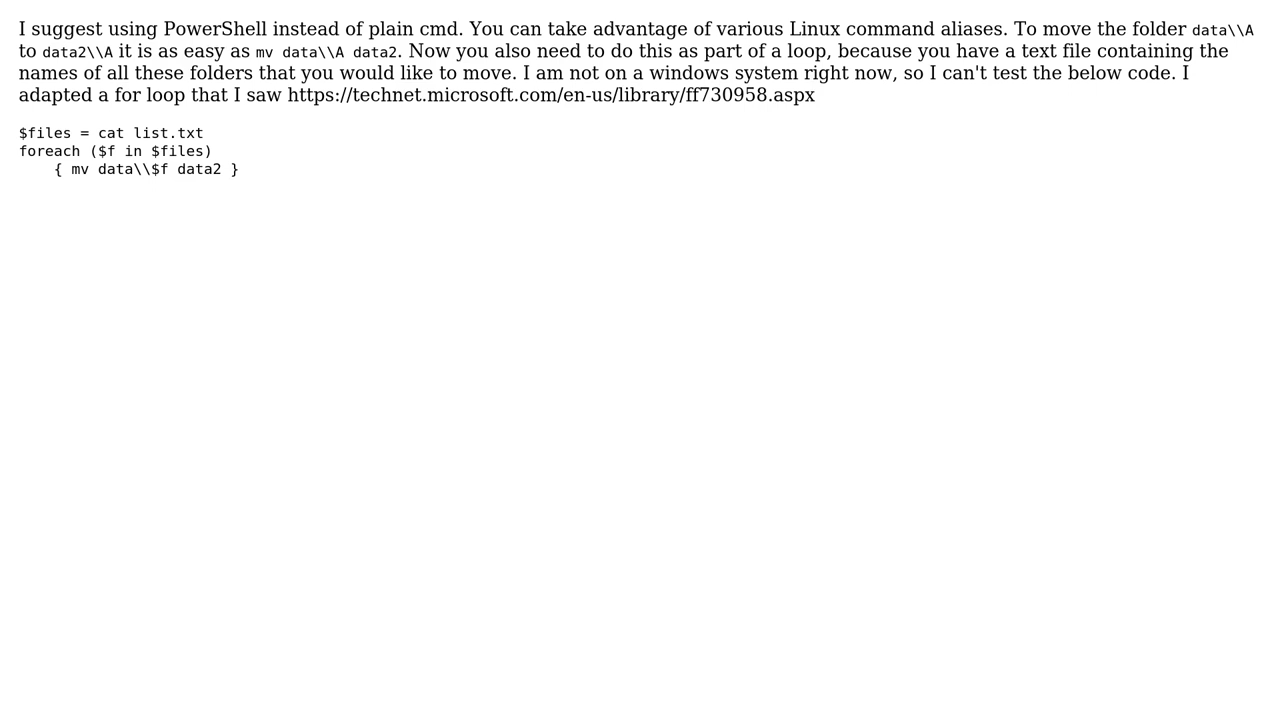 I suggest using PowerShell instead of plain cmd. You can take advantage of various Linux command aliases. To move the folder data\\A
to data2\\A it is as easy as mv data\\A data2. Now you also need to do this as part of a loop, because you have a text file containing the
names of all these folders that you would like to move. I am not on a windows system right now, so I can't test the below code. I
adapted a for loop that I saw https://technet.microsoft.com/en-us/library/ff730958.aspx
$files = cat list.txt
foreach ($f in $files)
    { mv data\\$f data2 }